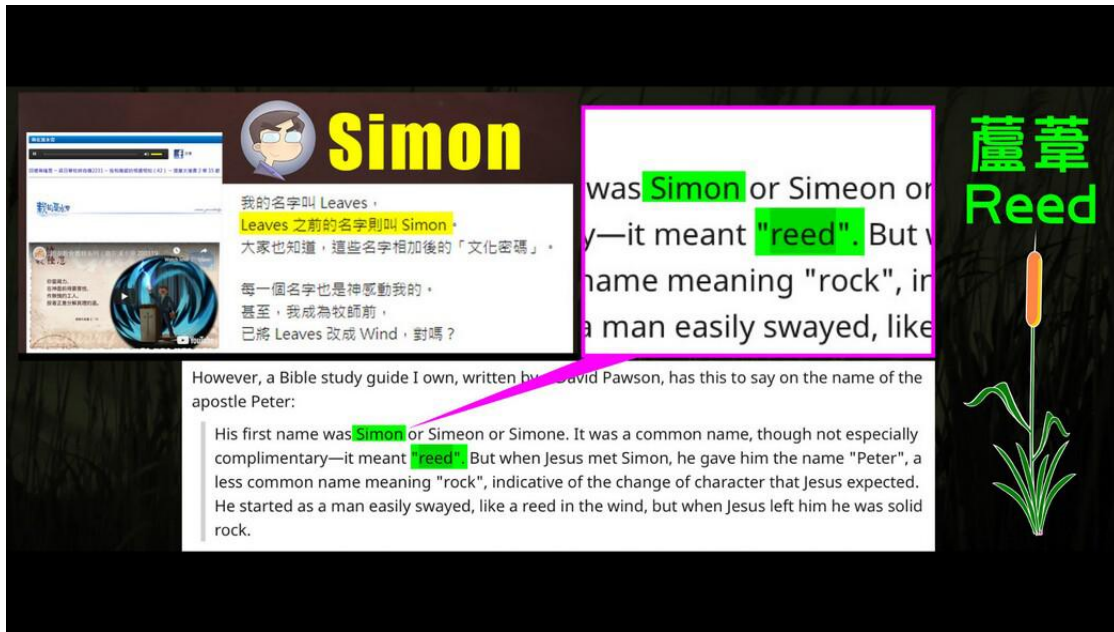 Simon
我的名字叫 Leaves，
Leaves 之前的名字則叫 Simon。
大家也知道，這些名字相加後的「文化密碼」。
每一個名字也是神感動我的。
甚至，我成為牧師前，
已將 Leaves 改成 Wind，對嗎？
YouTube
was Simon or Simeon or
y—it meant "reed". But
name meaning "rock", in
a man easily swayed, like
蘆葦
Reed
However, a Bible study guide I own, written by David Pawson, has this to say on the name of the
apostle Peter:
His first name was Simon or Simeon or Simone. It was a common name, though not especially
complimentary—it meant "reed". But when Jesus met Simon, he gave him the name "Peter", a
less common name meaning "rock", indicative of the change of character that Jesus expected.
He started as a man easily swayed, like a reed in the wind, but when Jesus left him he was solid
rock.